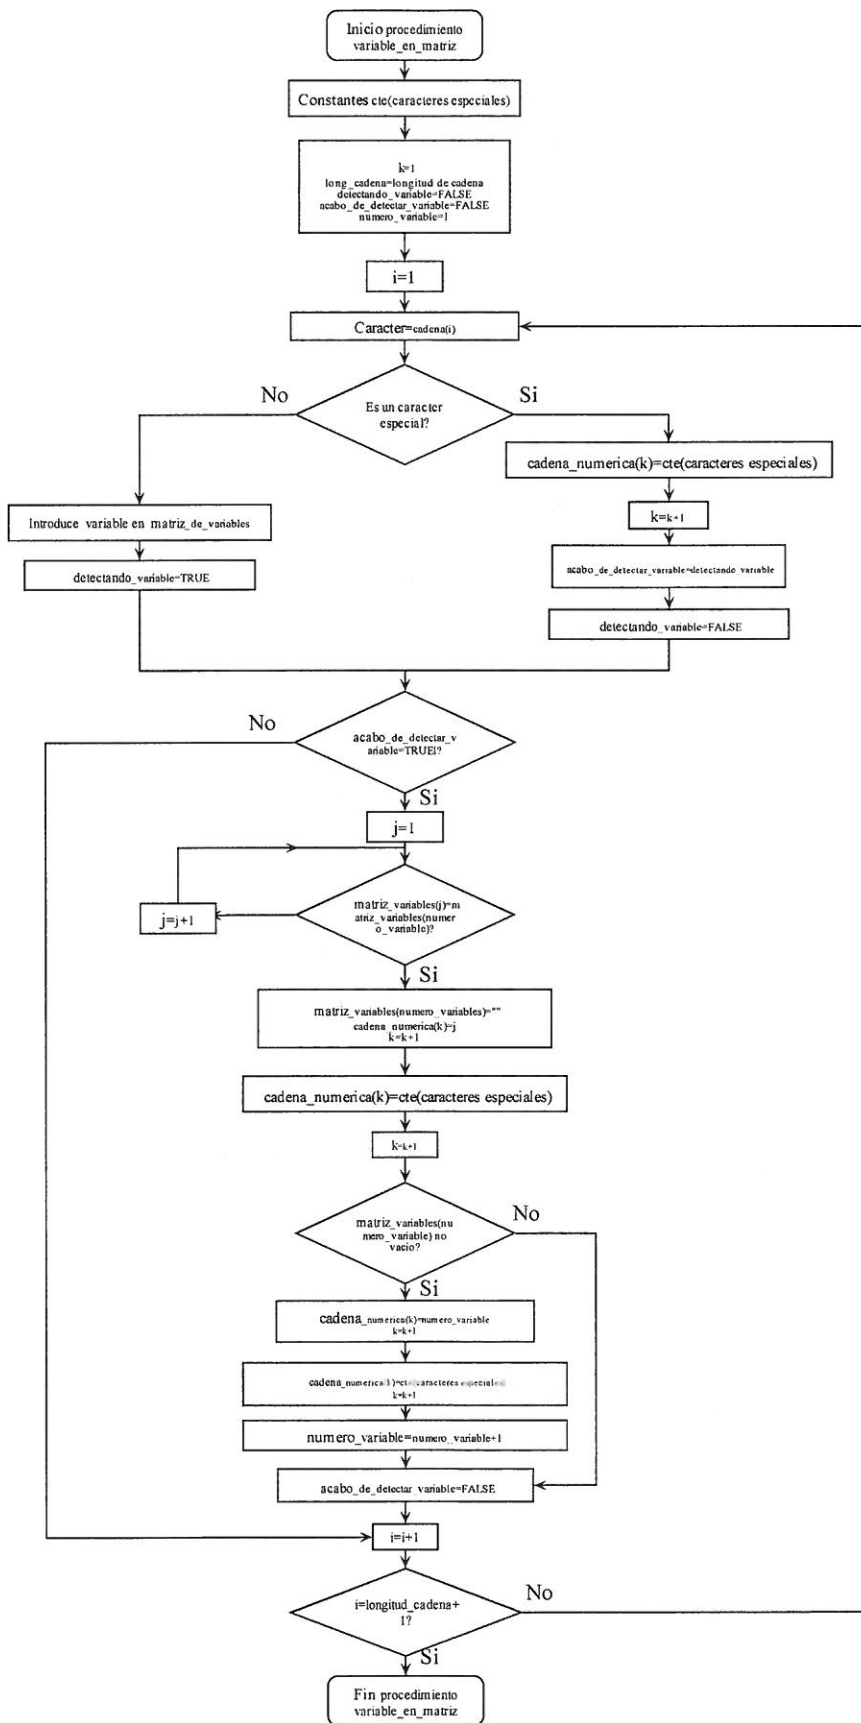 Inicio procedimiento
variable_en_matriz
Constantes cte(caracteres especiales)
k=1
long_cadena=longitud de cadena
detectando_variable=FALSE
acabo_de_detectar_variable=FALSE
numero_variable=1
i=1
Caracter=cadena(i)
No
Si
Es un caracter
especial?
cadena_numerica(k)=cte(caracteres especiales)
Introduce variable en matriz_de_variables
k=k+1
detectando_variable=TRUE
acabo_de_detectar_variable=detectando_variable
detectando_variable=FALSE
No
acabo_de_detectar_v
ariable=TRUE!?
Si
j=1
matriz_variables(j)=m
atriz_variables(numer
o_variable)?
j=j+1
Si
matriz_variables(numero_variables)=""
cadena_numerica(k)=j
k=k+1
cadena_numerica(k)=cte(caracteres especiales)
k=k+1
matriz_variables(nu
mero_variable) no
vacio?
No
Si
cadena_numerica(k)=numero_variable
k=k+1
cadena_numerica(k)=cte(caracteres especiales)
k=k+1
numero_variable=numero_variable+1
acabo_de_detectar_variable=FALSE
i=i+1
i=longitud_cadena+
1?
No
Si
Fin procedimiento
variable_en_matriz